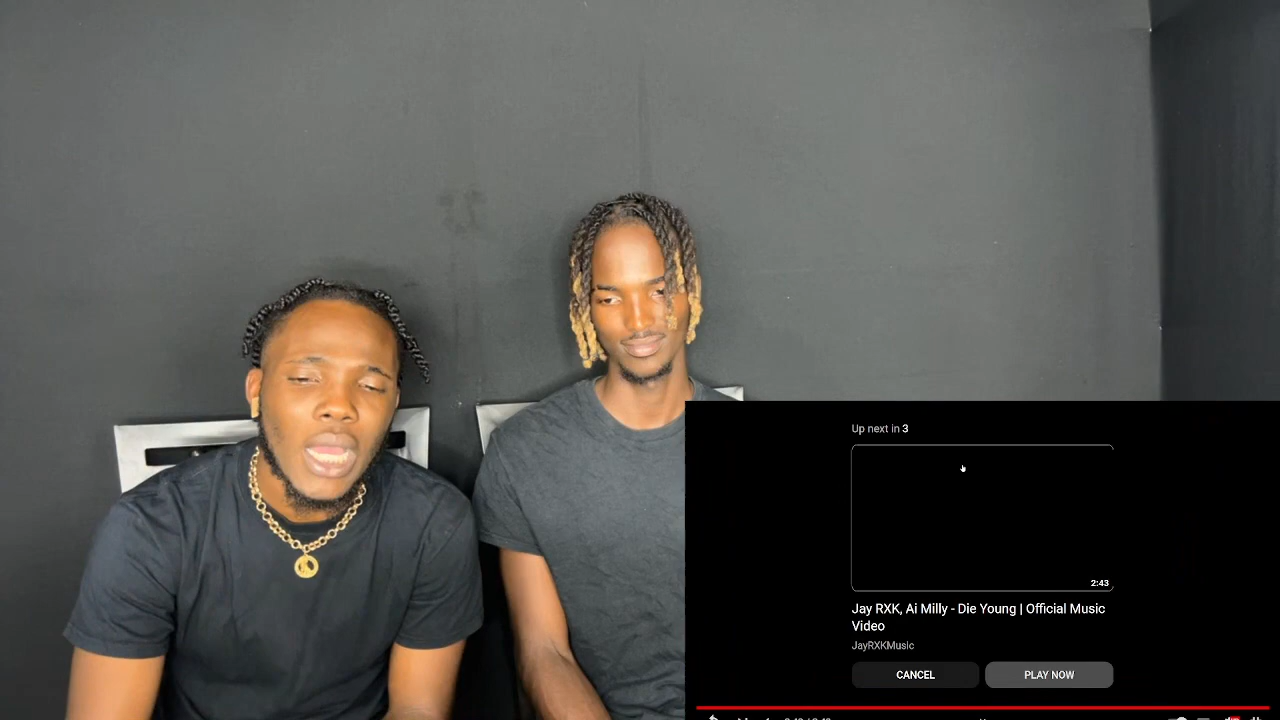 Up next in 3
2:43
Jay RXK, Ai Milly - Die Young | Official Music
Video
JayRXKMusic
CANCEL
PLAY NOW